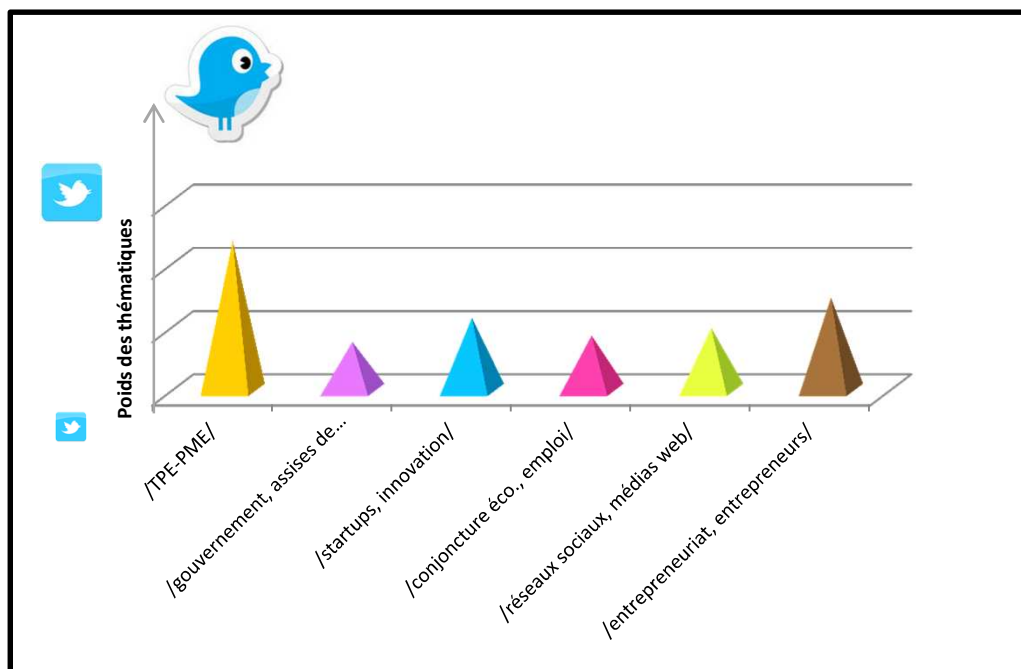 Poids des thématiques
/TPE-PME/
/gouvernement, assises de...
/startups, innovation/
/conjoncture éco., emploi/
/réseaux sociaux, médias web/
/entrepreneuriat, entrepreneurs/